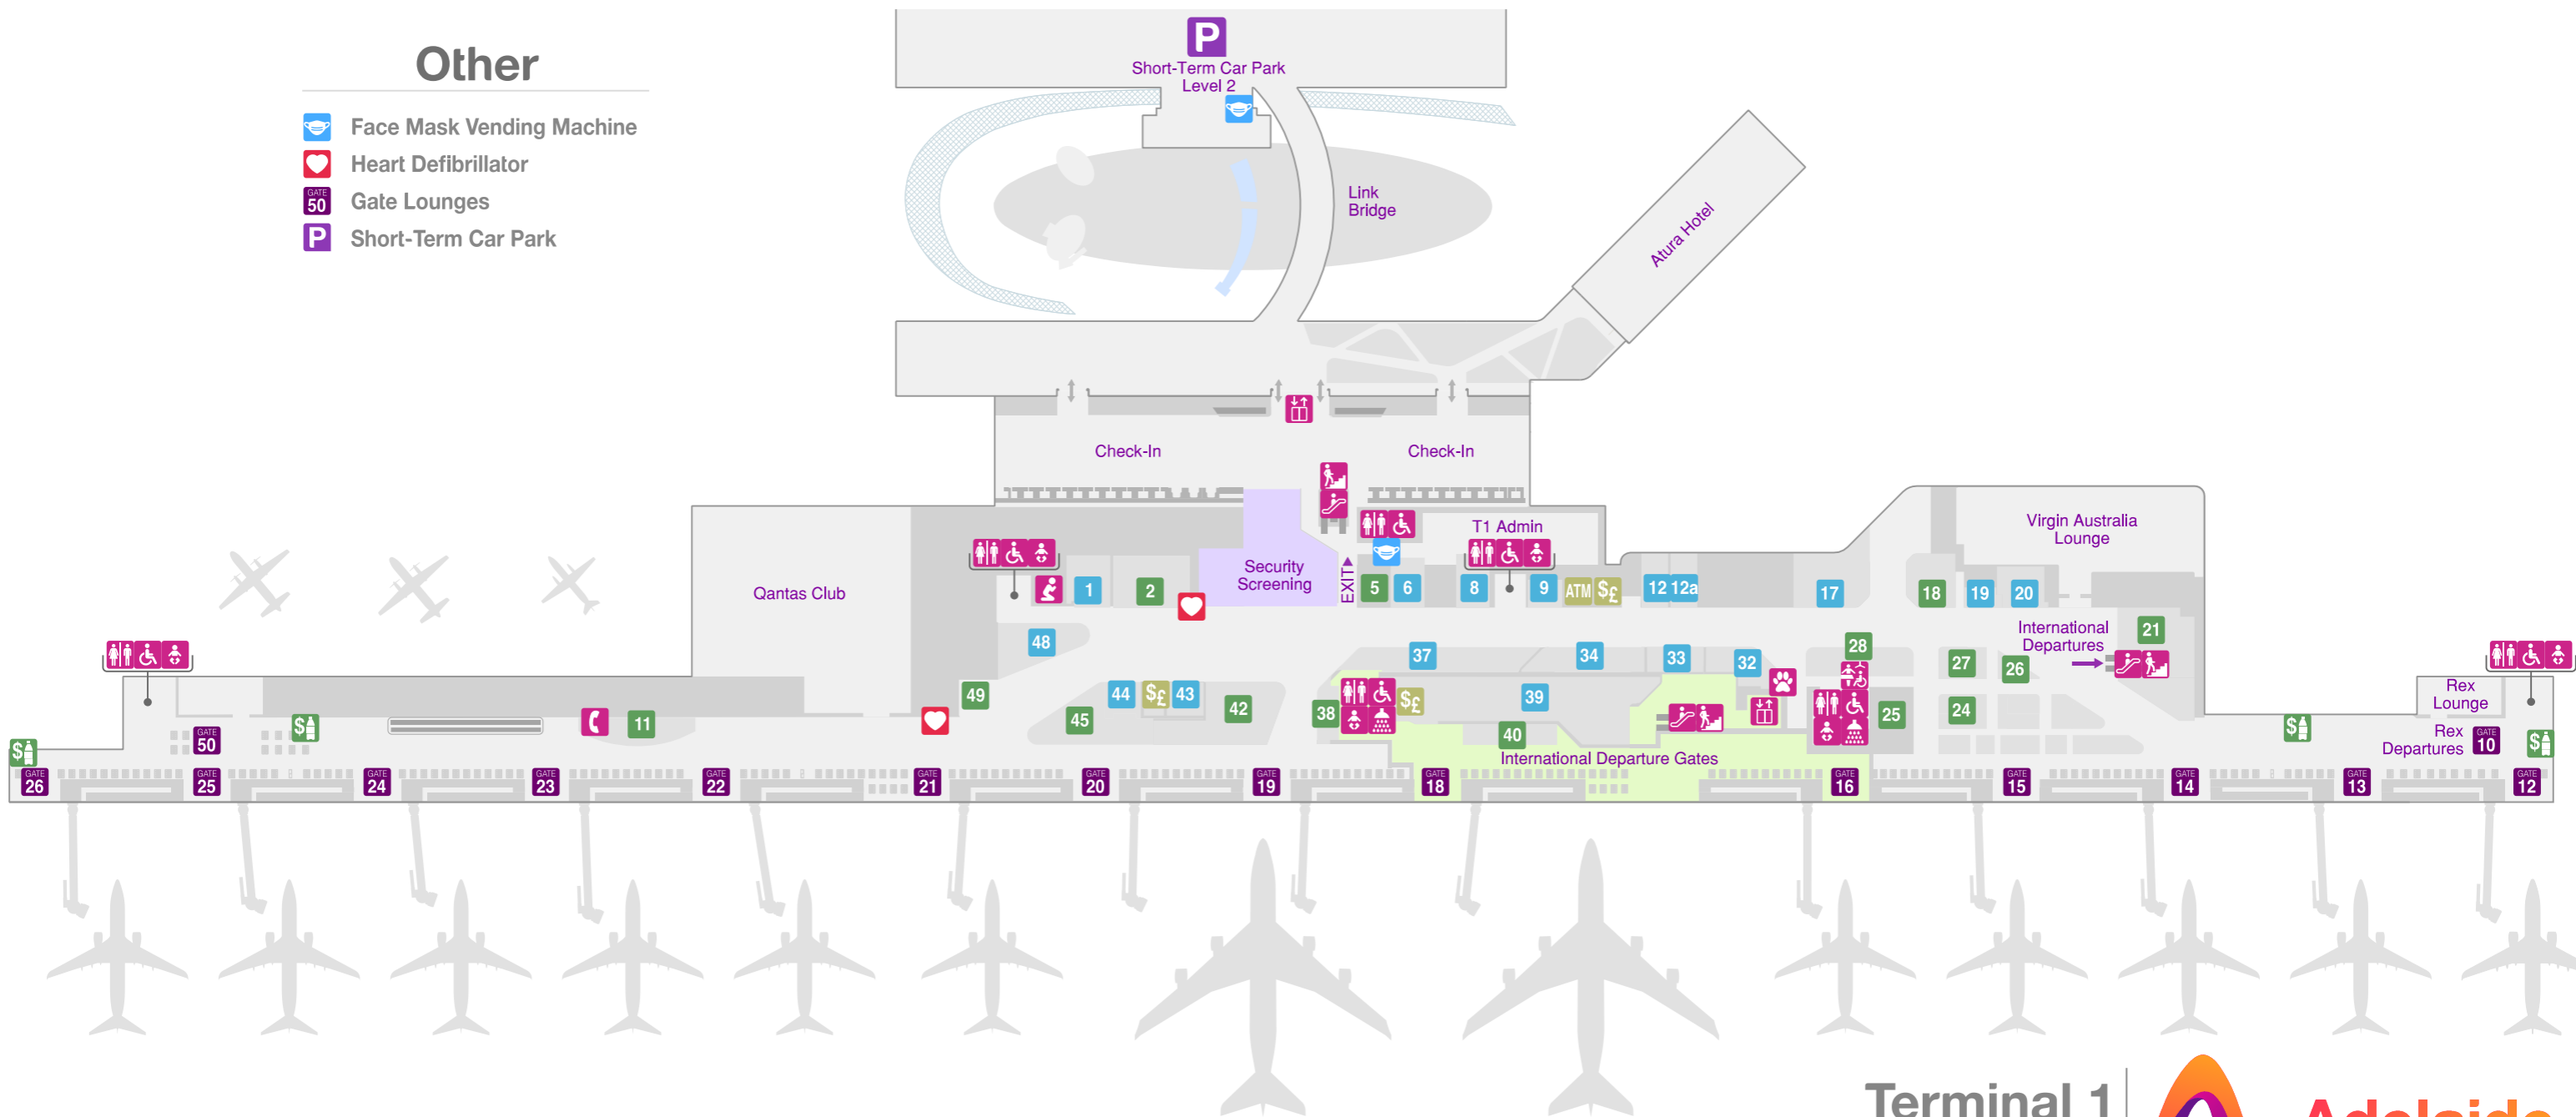 Other
Face Mask Vending Machine
Heart Defibrillator
GATE
50
Gate Lounges
P
Short-Term Car Park
P
Short-Term Car Park
Level 2
Link
Bridge
Atura Hotel
Check-In
Check-In
T1 Admin
Virgin Australia
Lounge
Qantas Club
Security
Screening
EXIT
1
2
5
6
8
9
ATM
$£
12
12a
17
18
19
20
International
Departures
21
48
37
34
33
32
28
27
26
49
44
$£
43
42
45
38
$£
39
40
25
24
11
$
$
$
$
Rex
Lounge
Rex
Departures
GATE
10
GATE
50
International Departure Gates
GATE
26
GATE
25
GATE
24
GATE
23
GATE
22
GATE
21
GATE
20
GATE
19
GATE
18
GATE
16
GATE
15
GATE
14
GATE
13
GATE
12
Terminal 1
Adelaide